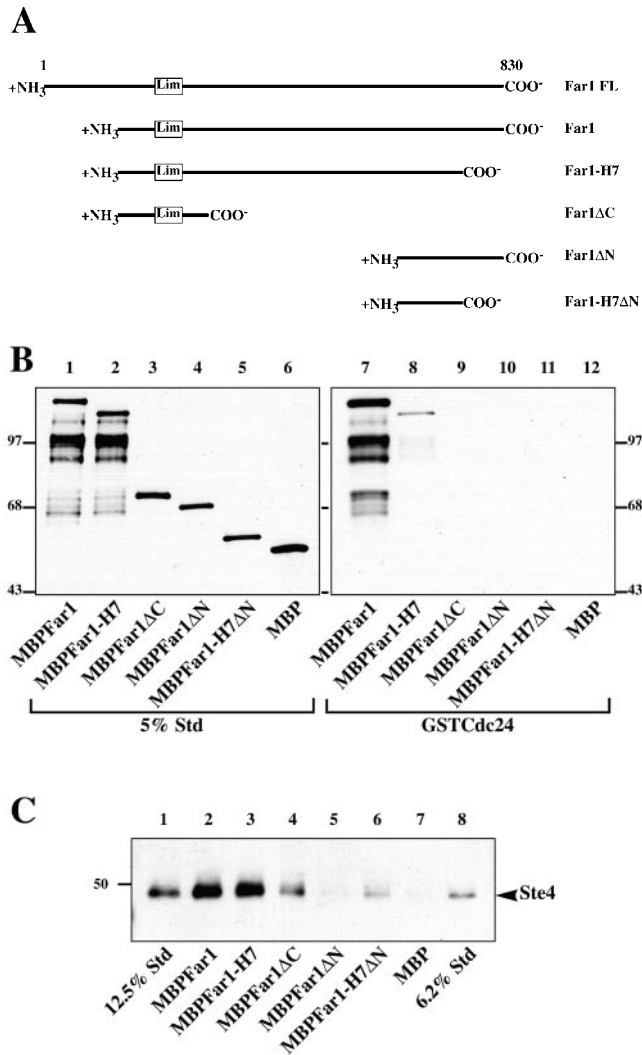 A
1 830
+NH3 Lim COO- Far1 FL
+NH3 Lim COO- Far1
+NH3 Lim COO- Far1-H7
+NH3 Lim COO- Far1ΔC
+NH3 COO- Far1ΔN
+NH3 COO- Far1-H7ΔN
B
1 2 3 4 5 6 7 8 9 10 11 12
97 97
68 68
43 43
MBPFar1 MBPFar1-H7 MBPFar1ΔC MBPFar1ΔN MBPFar1-H7ΔN MBP MBPFar1 MBPFar1-H7 MBPFar1ΔC MBPFar1ΔN MBPFar1-H7ΔN MBP
5% Std GSTCdc24
C
1 2 3 4 5 6 7 8
50
Ste4
12.5% Std MBPFar1 MBPFar1-H7 MBPFar1ΔC MBPFar1ΔN MBPFar1-H7ΔN MBP 6.2% Std